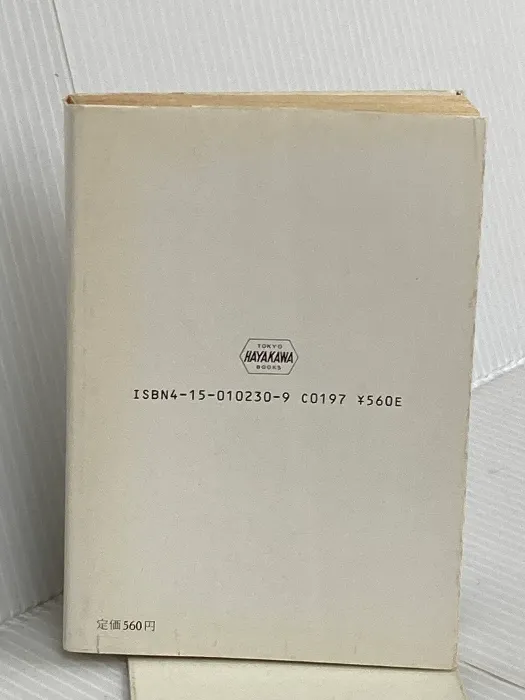 TOKYO
HAYAKAWA
BOOKS
ISBN4-15-010230-9 C0197 ¥560E
定価560円